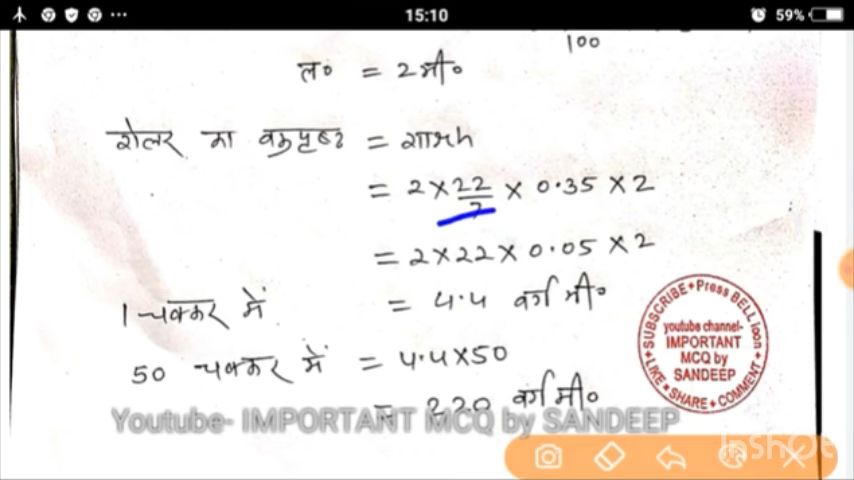 15:10
59%
100
ल० = 2मी०
रोलर का वक्रपृष्ठ = 2πrh
= 2 × 22/7 × 0.35 × 2
= 2 × 22 × 0.05 × 2
1 चक्कर में = 4.4 वर्ग मी०
50 चक्कर में = 4.4 × 50
= 220 वर्ग मी०
SUBSCRIBE • Press BELL Icon
youtube channel-
IMPORTANT
MCQ by
SANDEEP
LIKE • SHARE • COMMENT
Youtube- IMPORTANT MCQ by SANDEEP
InShOt